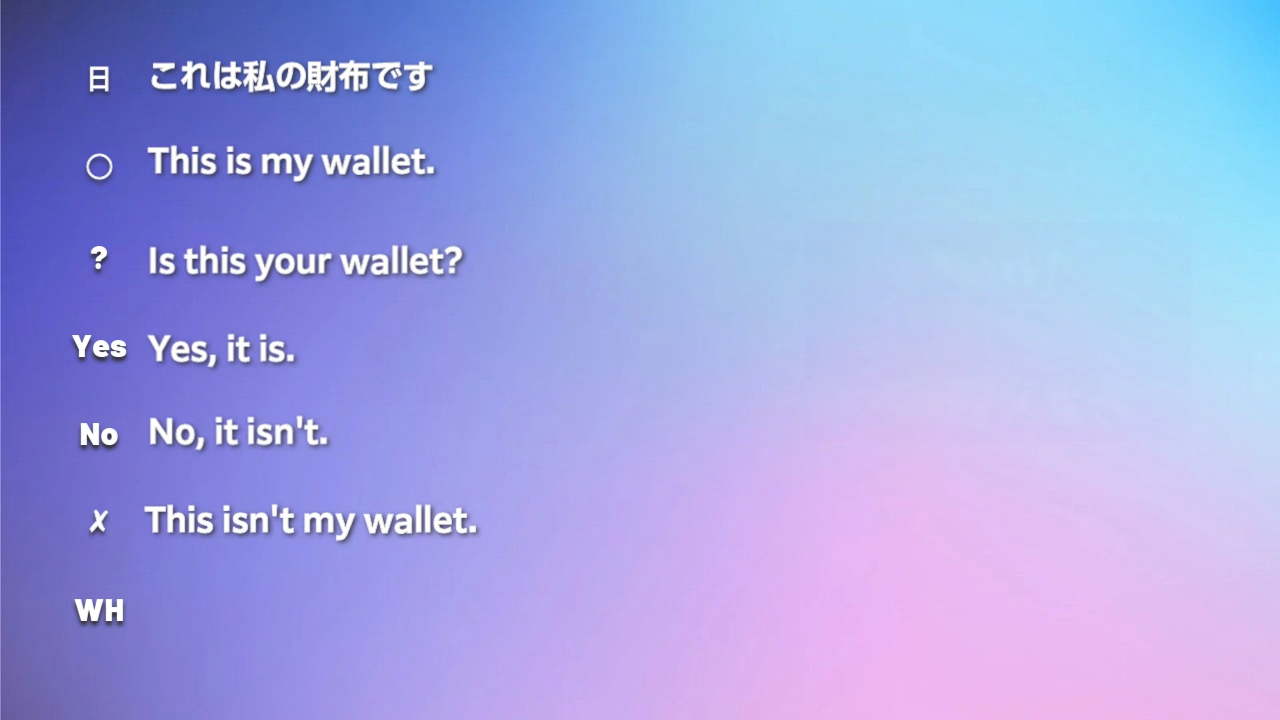 日 これは私の財布です
○ This is my wallet.
? Is this your wallet?
Yes Yes, it is.
No No, it isn't.
✗ This isn't my wallet.
WH